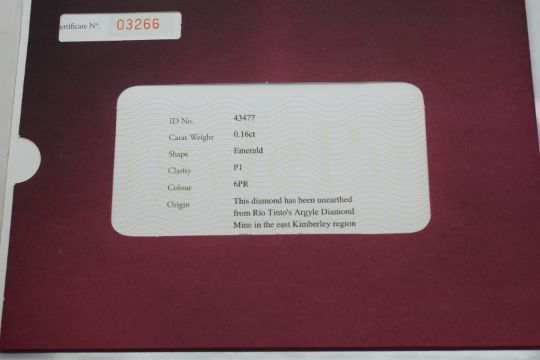 ertificate Nº. 03266
ID No. 43477
Carat Weight 0.16ct
Shape Emerald
Clarity P1
Colour 6PR
Origin This diamond has been unearthed
from Rio Tinto's Argyle Diamond
Mine in the east Kimberley region